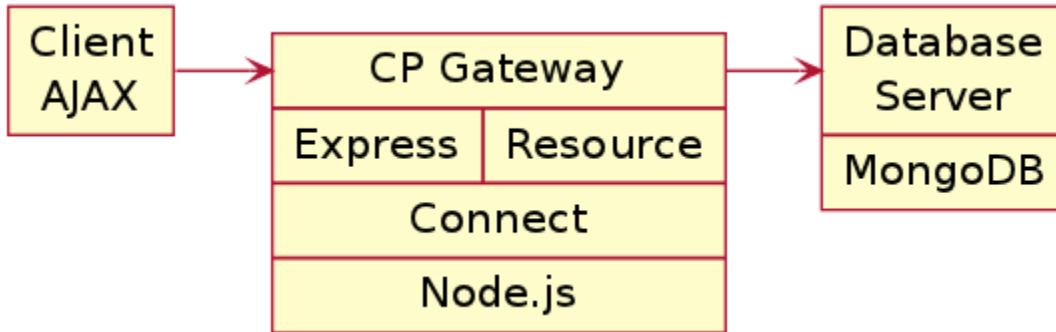 Client
AJAX
CP Gateway
Express
Resource
Connect
Node.js
Database
Server
MongoDB